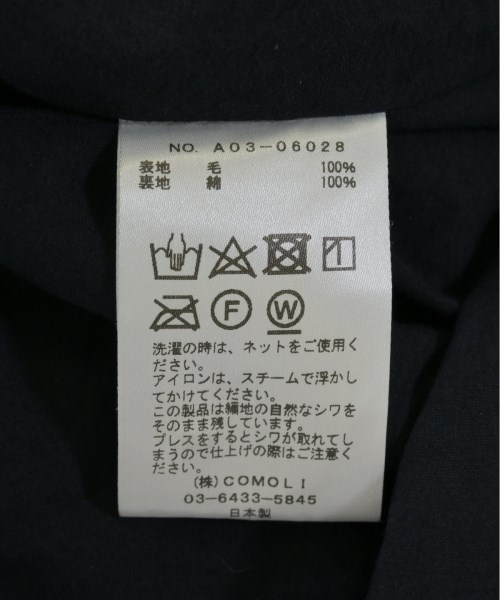 NO. A03-06028
表地 毛 100%
裏地 綿 100%
F W
洗濯の時は、ネットをご使用く
ださい。
アイロンは、スチームで浮かし
てかけてください。
この製品は細地の自然なシワを
そのまま残しています。
プレスをするとシワが取れてし
まうので仕上げの際はご注意く
ださい。
(株) COMOLI
03-6433-5845
日本製